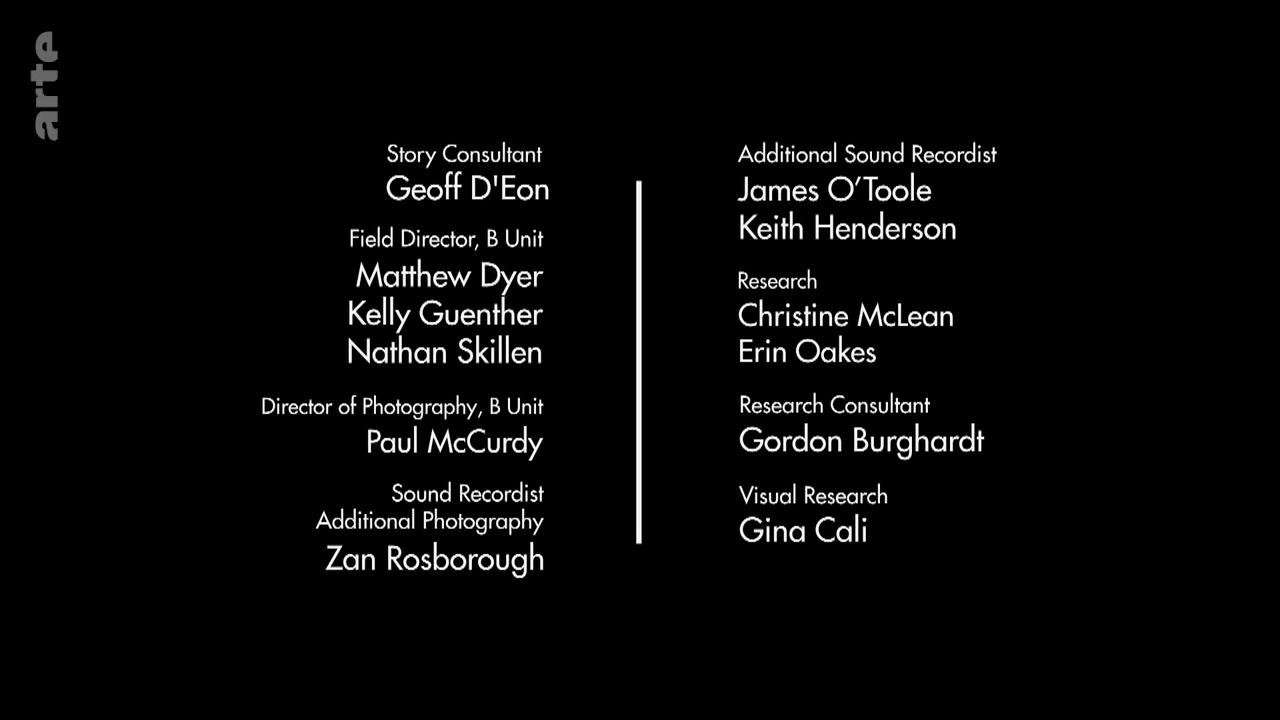 arte
Story Consultant
Geoff D'Eon
Field Director, B Unit
Matthew Dyer
Kelly Guenther
Nathan Skillen
Director of Photography, B Unit
Paul McCurdy
Sound Recordist
Additional Photography
Zan Rosborough
Additional Sound Recordist
James O’Toole
Keith Henderson
Research
Christine McLean
Erin Oakes
Research Consultant
Gordon Burghardt
Visual Research
Gina Cali